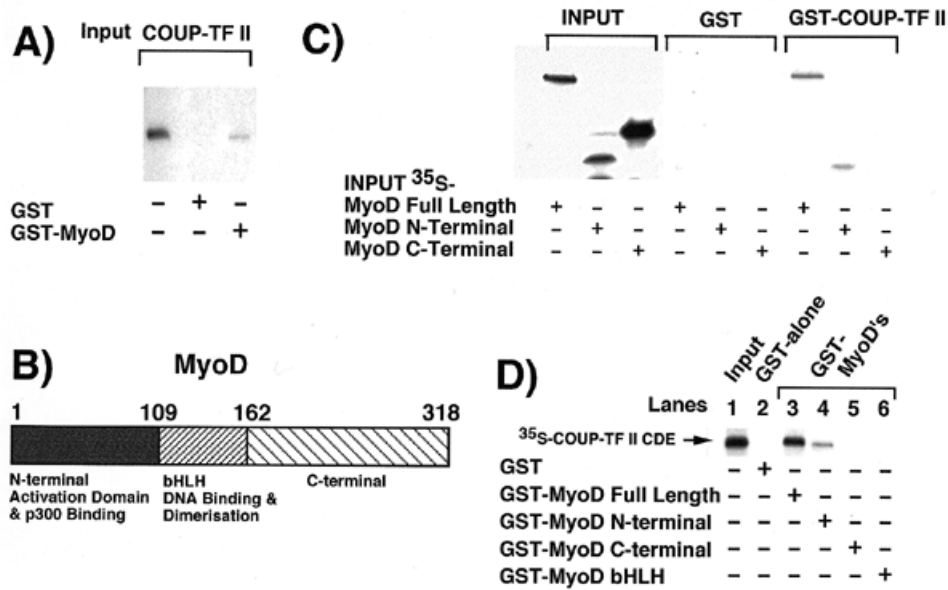 A)
Input COUP-TF II
GST – + –
GST-MyoD – – +
C)
INPUT GST GST-COUP-TF II
INPUT ³⁵S-
MyoD Full Length + – – + – – + – –
MyoD N-Terminal – + – – + – – + –
MyoD C-Terminal – – + – – + – – +
B)
MyoD
1 109 162 318
N-terminal
Activation Domain
& p300 Binding
bHLH
DNA Binding &
Dimerisation
C-terminal
D)
Input
GST-alone
GST-
MyoD's
Lanes 1 2 3 4 5 6
³⁵S-COUP-TF II CDE
GST – + – – – –
GST-MyoD Full Length – – + – – –
GST-MyoD N-terminal – – – + – –
GST-MyoD C-terminal – – – – + –
GST-MyoD bHLH – – – – – +